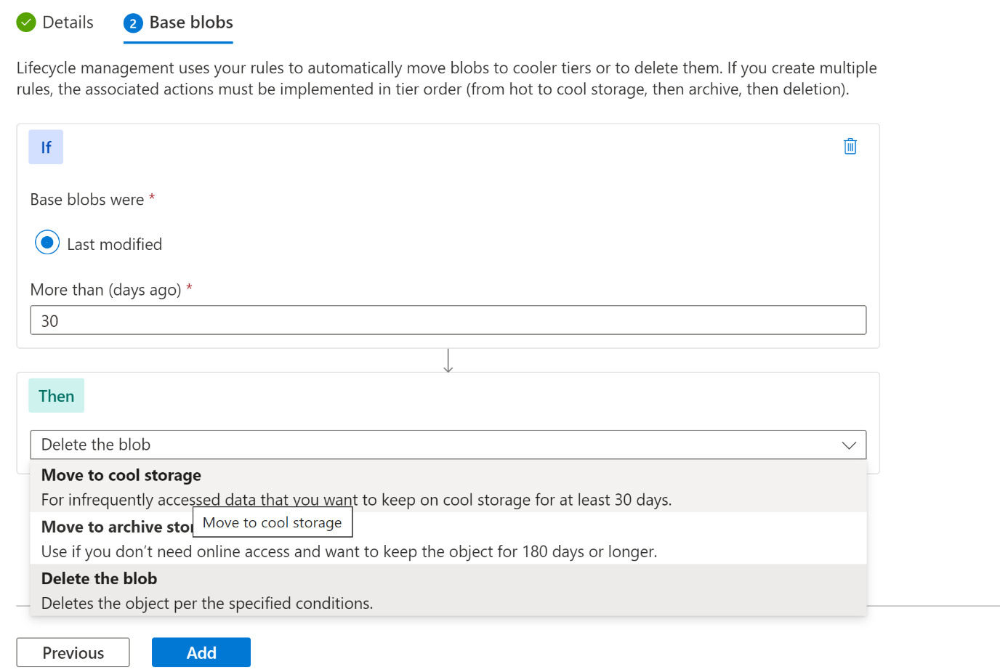 Details
2 Base blobs
Lifecycle management uses your rules to automatically move blobs to cooler tiers or to delete them. If you create multiple
rules, the associated actions must be implemented in tier order (from hot to cool storage, then archive, then deletion).
If
Base blobs were *
Last modified
More than (days ago) *
30
Then
Delete the blob
Move to cool storage
For infrequently accessed data that you want to keep on cool storage for at least 30 days.
Move to cool storage
Move to archive
Use if you don’t need online access and want to keep the object for 180 days or longer.
Delete the blob
Deletes the object per the specified conditions.
Previous
Add